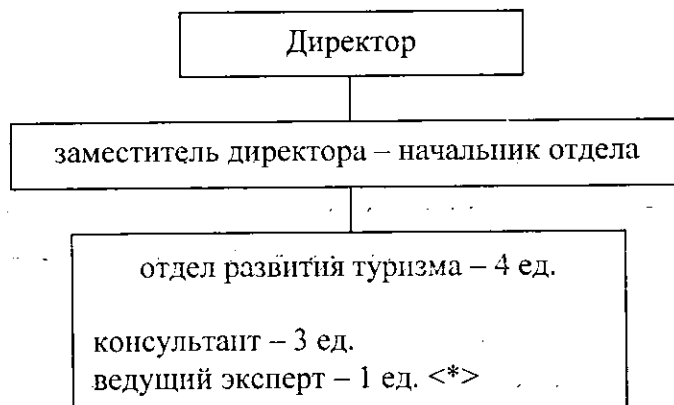 Директор
заместитель директора – начальник отдела
отдел развития туризма – 4 ед.
консультант – 3 ед.
ведущий эксперт – 1 ед. <*>